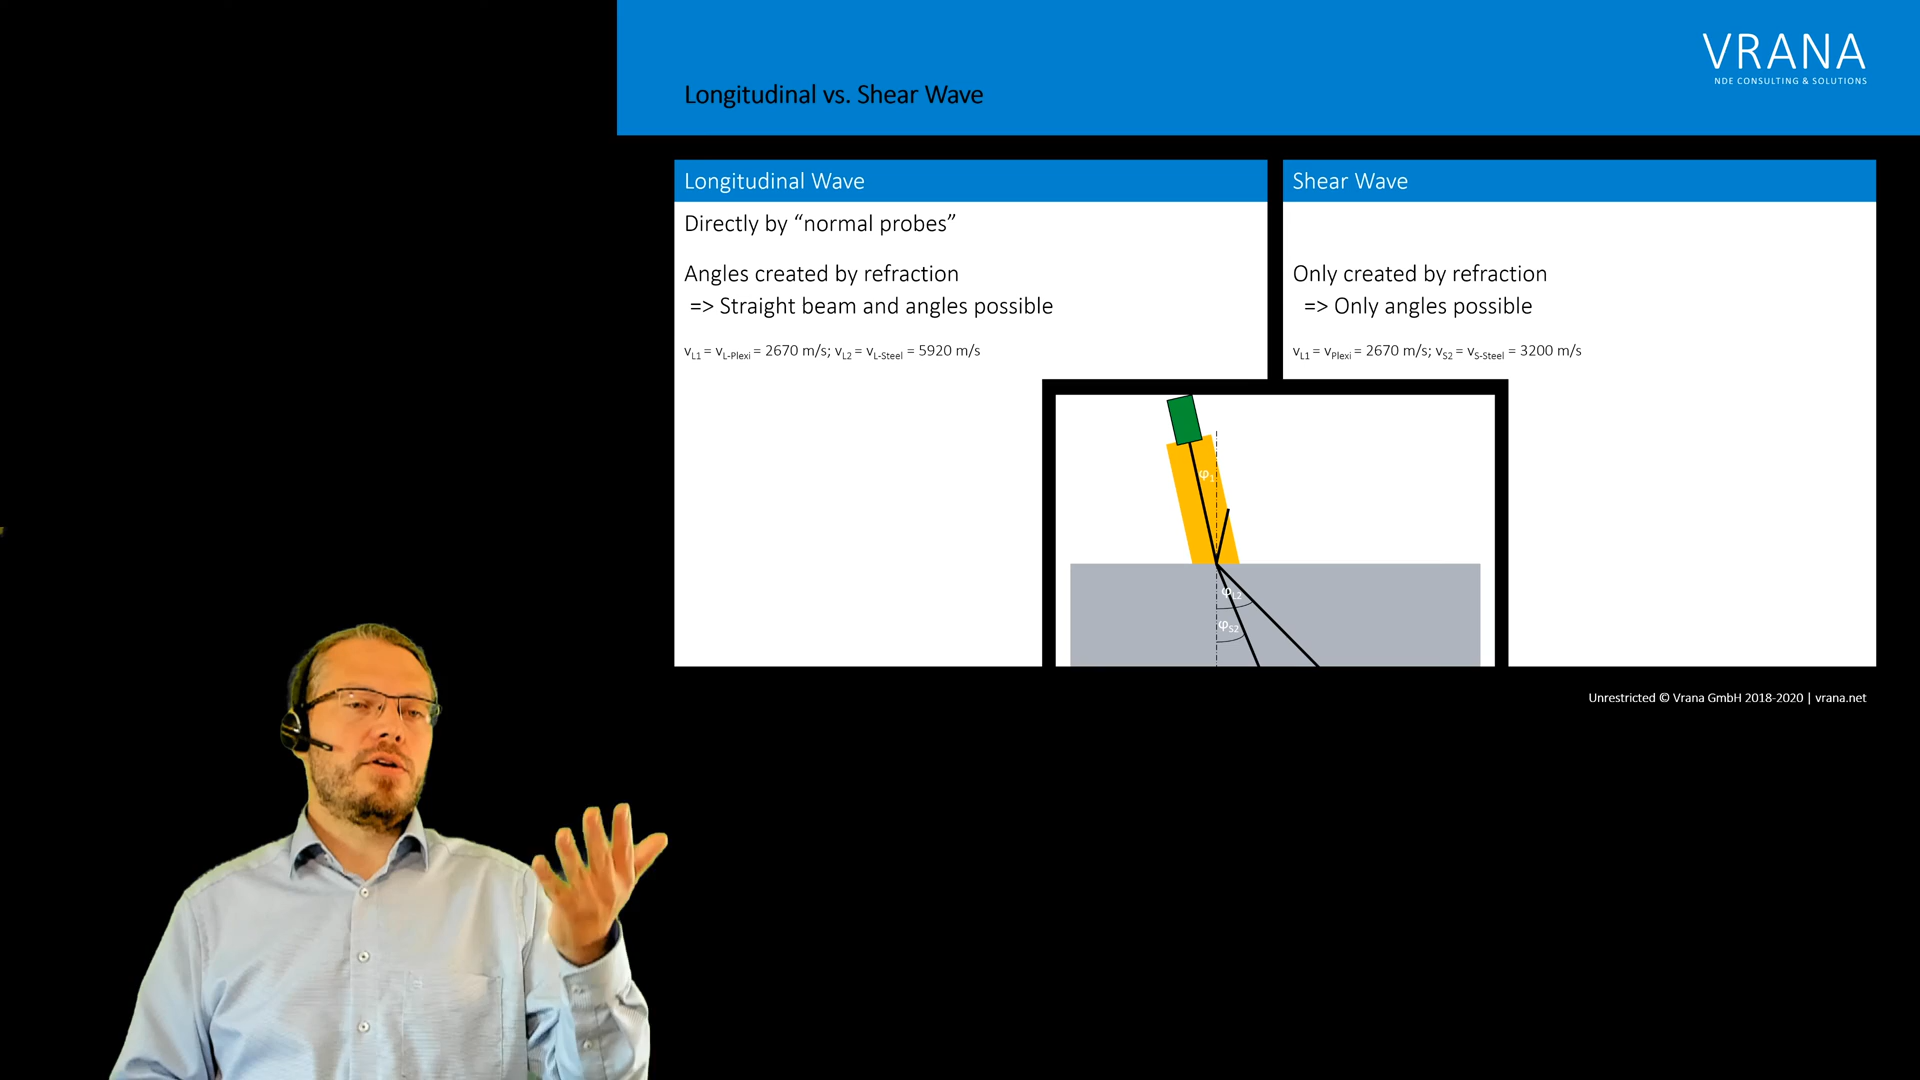 VRANA
NDE CONSULTING & SOLUTIONS
Longitudinal vs. Shear Wave
Longitudinal Wave
Directly by “normal probes”
Angles created by refraction
=> Straight beam and angles possible
vL1 = vL-Plexi = 2670 m/s; vL2 = vL-Steel = 5920 m/s
Shear Wave
Only created by refraction
=> Only angles possible
vL1 = vPlexi = 2670 m/s; vS2 = vS-Steel = 3200 m/s
φ1
φL2
φS2
Unrestricted © Vrana GmbH 2018-2020 | vrana.net